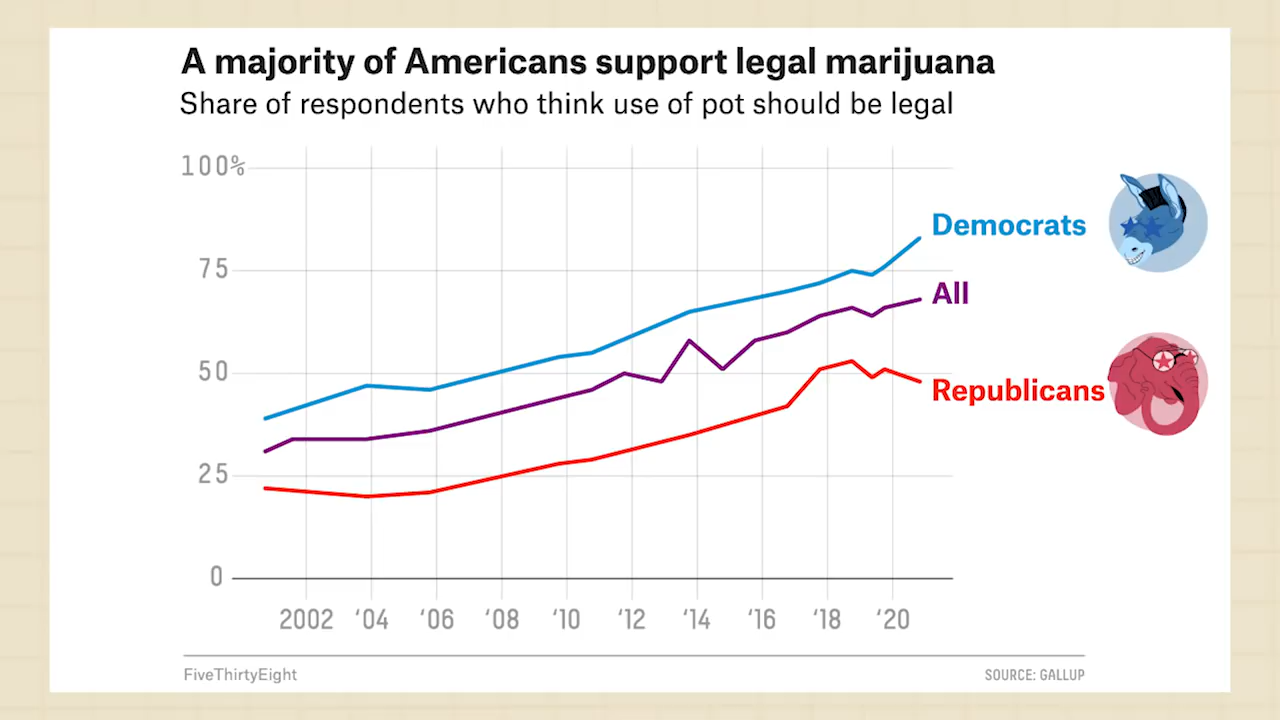 A majority of Americans support legal marijuana
Share of respondents who think use of pot should be legal
100%
75
50
25
0
Democrats
All
Republicans
2002 ‘04 ‘06 ‘08 ‘10 ‘12 ‘14 ‘16 ‘18 ‘20
FiveThirtyEight
SOURCE: GALLUP